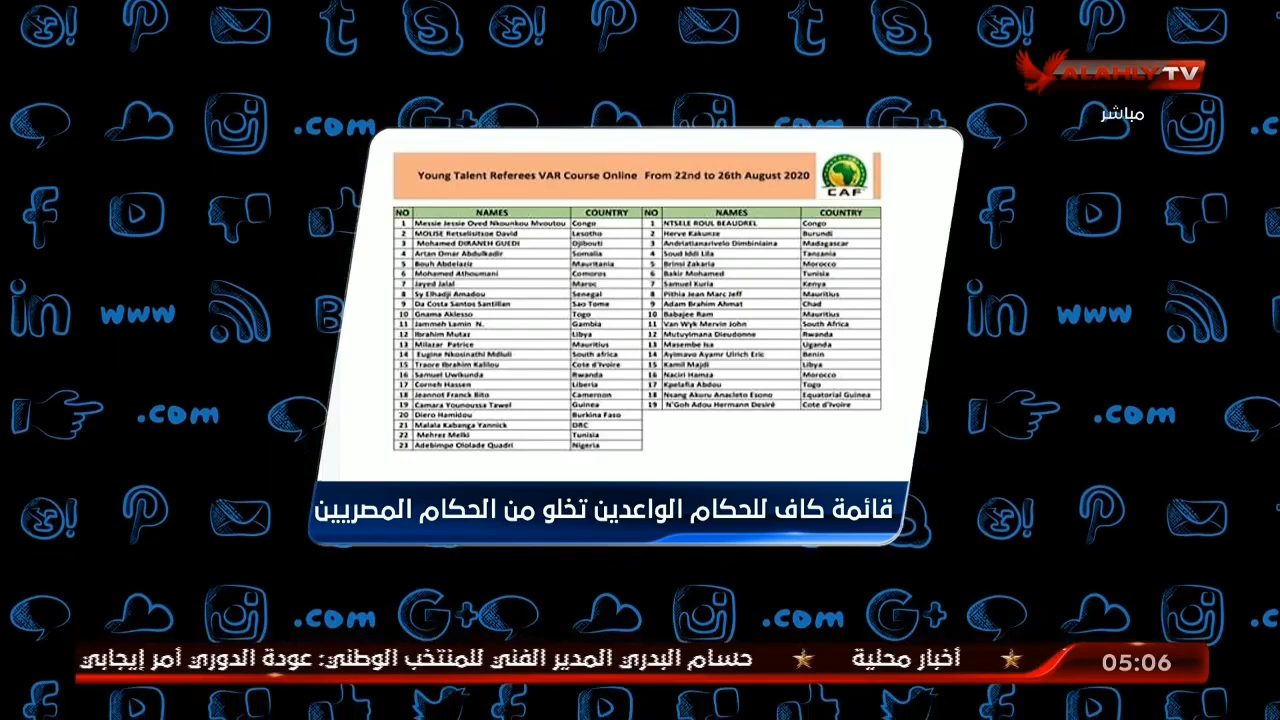 ALAHLY TV
مباشر
Young Talent Referees VAR Course Online From 22nd to 26th August 2020
CAF
NO NAMES COUNTRY NO NAMES COUNTRY
1 Messie Jessie Oved Nkounkou Mvoutou Congo 1 NTSELE ROUL BEAUDREL Congo
2 MOLISE Retselisitsoe David Lesotho 2 Herve Kakunze Burundi
3 Mohamed DIRANEH GUEDI Djibouti 3 Andriatianarivelo Dimbiniaina Madagascar
4 Artan Omar Abdulkadir Somalia 4 Soud Iddi Lila Tanzania
5 Bouh Abdelaziz Mauritania 5 Brinsi Zakaria Morocco
6 Mohamed Athoumani Comoros 6 Bakir Mohamed Tunisia
7 Jayed Jalal Maroc 7 Samuel Kuria Kenya
8 Sy Elhadji Amadou Senegal 8 Pithia Jean Marc Jeff Mauritius
9 Da Costa Santos Santilian Sao Tome 9 Adam Brahim Ahmat Chad
10 Gnama Aklesso Togo 10 Babajee Ram Mauritius
11 Jammeh Lamin N. Gambia 11 Van Wyk Mervin John South Africa
12 Ibrahim Mutaz Libya 12 Mutuyimana Dieudonne Rwanda
13 Milazar Patrice Mauritius 13 Masembe Isa Uganda
14 Eugine Nkosinathi Mdluli South africa 14 Ayimavo Ayamr Ulrich Eric Benin
15 Traore Ibrahim Kalilou Cote d'Ivoire 15 Kamil Majdi Libya
16 Samuel Uwikunda Rwanda 16 Naciri Hamza Morocco
17 Corneh Hassen Liberia 17 Kpelafia Abdou Togo
18 Jeannot Franck Bito Cameroon 18 Nsang Akuru Anacleto Esono Equatorial Guinea
19 Camara Younoussa Tawel Guinea 19 N'Goh Adou Hermann Desiré Cote d'Ivoire
20 Diero Hamidou Burkina Faso
21 Malala Kabanga Yannick DRC
22 Mehrez Melki Tunisia
23 Adebimpe Ololade Quadri Nigeria
قائمة كاف للحكام الواعدين تخلو من الحكام المصريين
05:06 أخبار محلية حسام البدري المدير الفني للمنتخب الوطني: عودة الدوري أمر إيجابي